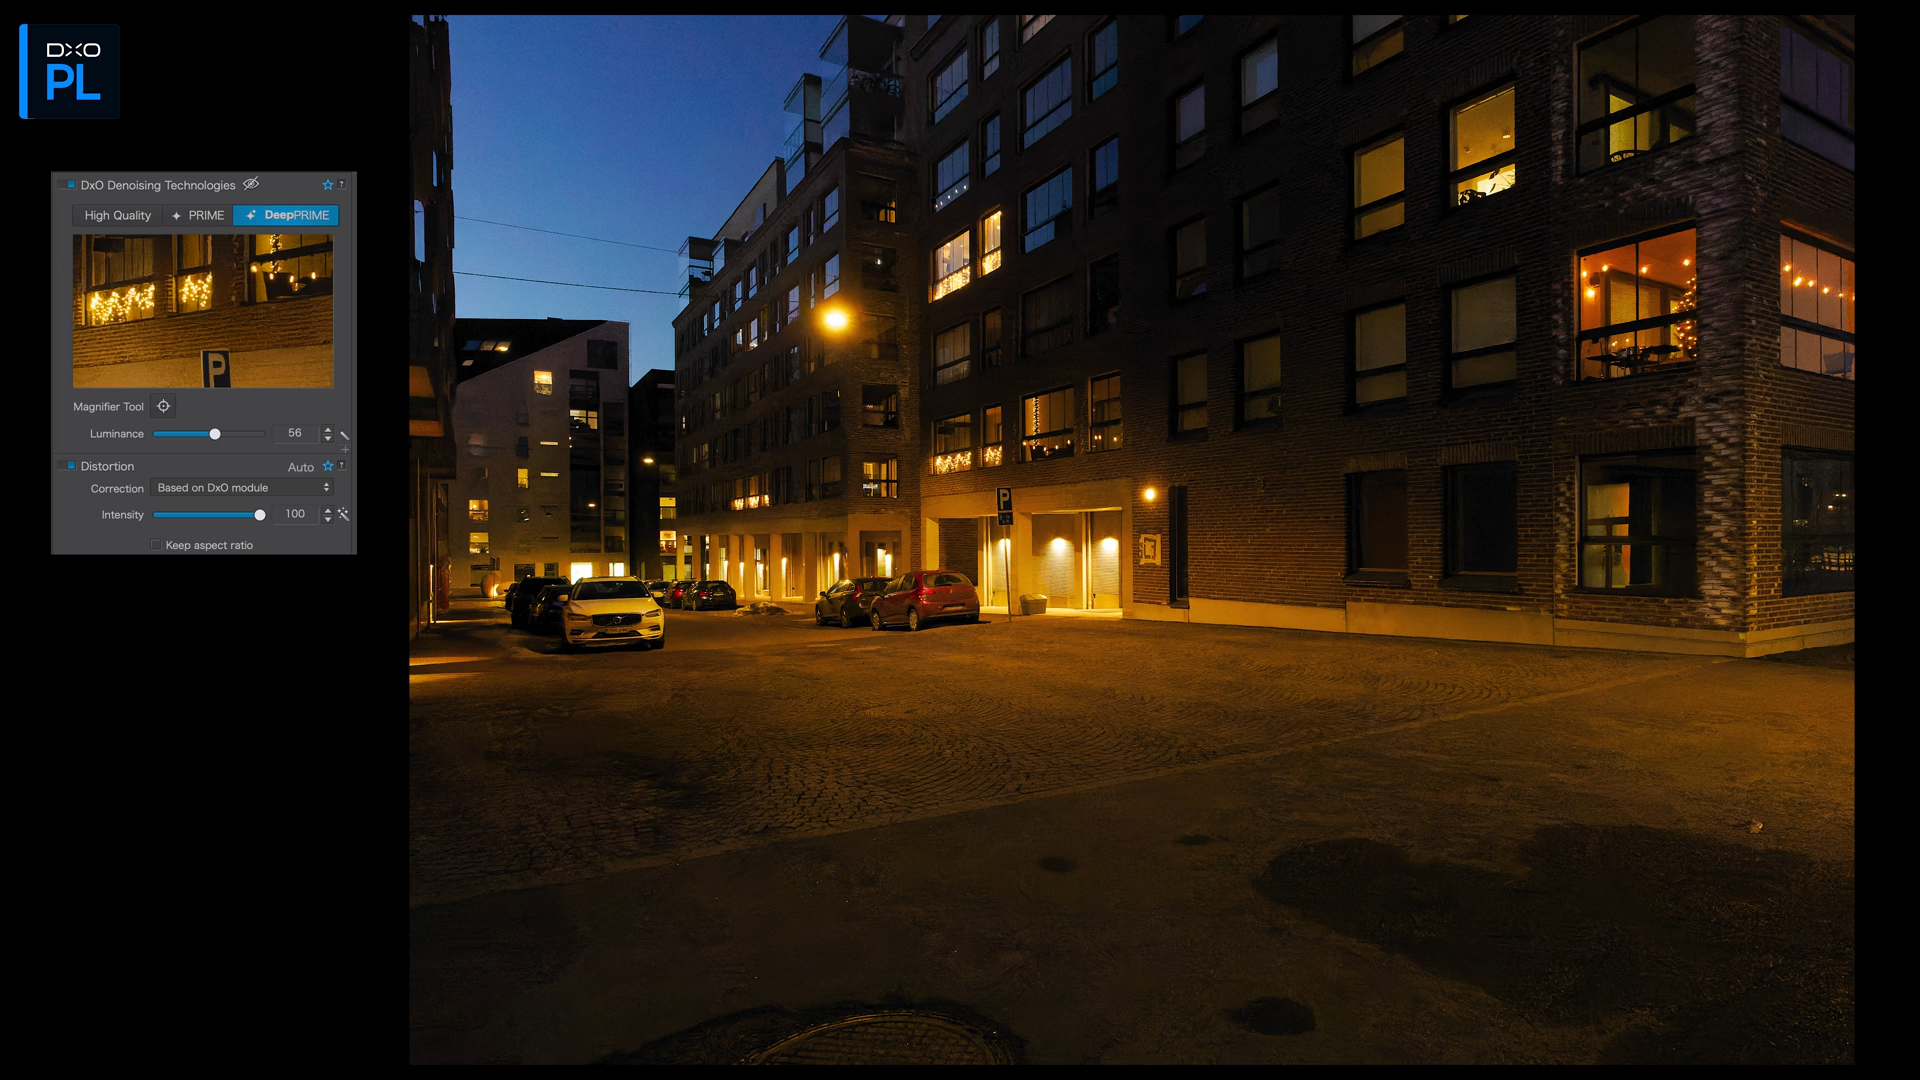 DXO
PL
DxO Denoising Technologies ?
High Quality PRIME DeepPRIME
P
Magnifier Tool
Luminance 56
Distortion Auto ?
Correction Based on DxO module
Intensity 100
Keep aspect ratio
P